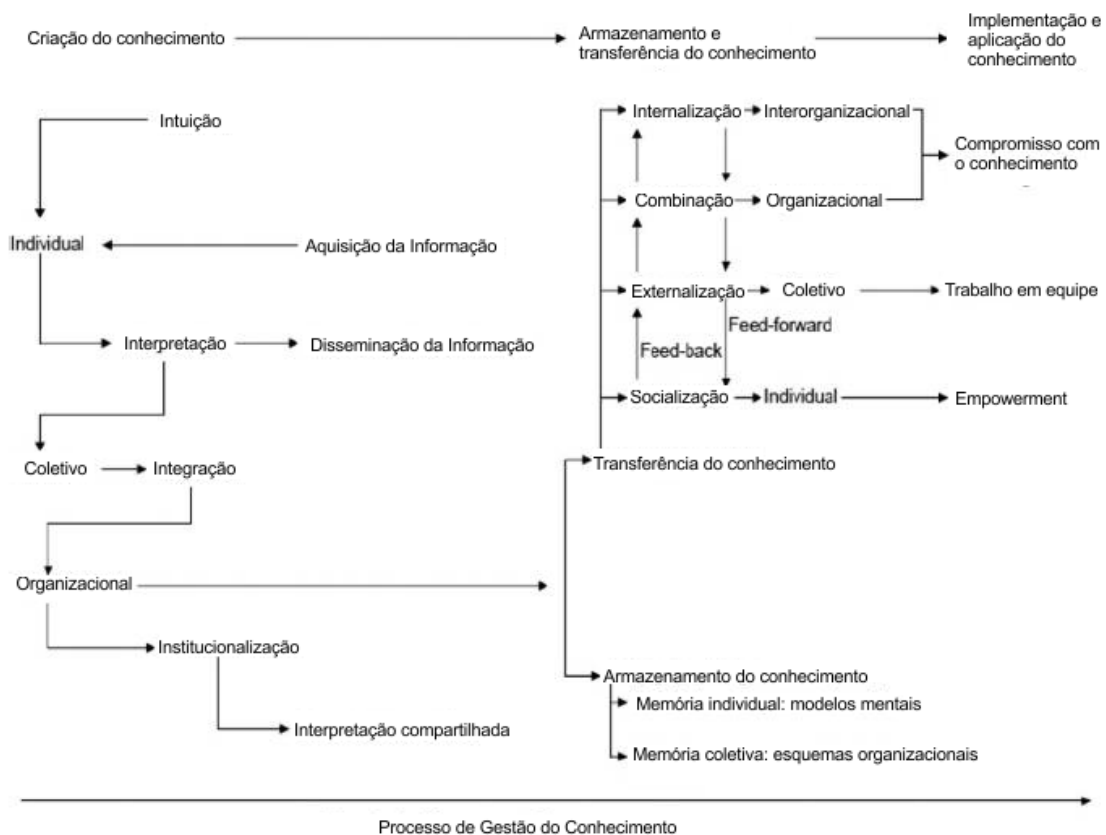 Criação do conhecimento
Armazenamento e
transferência do conhecimento
Implementação e
aplicação do
conhecimento
Intuição
Individual
Aquisição da Informação
Interpretação
Disseminação da Informação
Coletivo
Integração
Organizacional
Institucionalização
Interpretação compartilhada
Internalização
Interorganizacional
Compromisso com
o conhecimento
Combinação
Organizacional
Externalização
Coletivo
Trabalho em equipe
Feed-forward
Feed-back
Socialização
Individual
Empowerment
Transferência do conhecimento
Armazenamento do conhecimento
Memória individual: modelos mentais
Memória coletiva: esquemas organizacionais
Processo de Gestão do Conhecimento